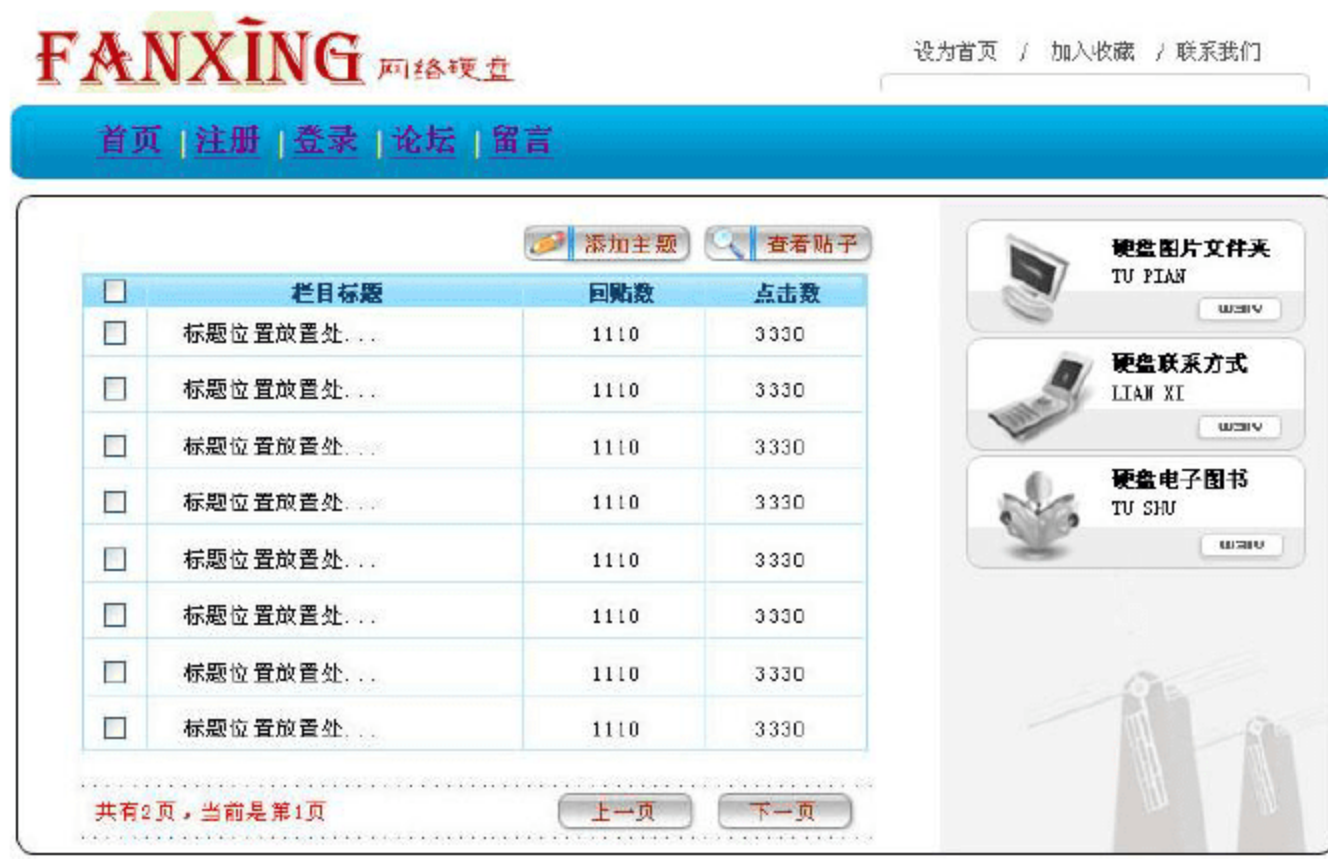 FANXING 网络硬盘
设为首页 / 加入收藏 / 联系我们
首页 | 注册 | 登录 | 论坛 | 留言
添加主题 查看贴子
栏目标题 回贴数 点击数
标题位置放置处... 1110 3330
标题位置放置处... 1110 3330
标题位置放置处... 1110 3330
标题位置放置处... 1110 3330
标题位置放置处... 1110 3330
标题位置放置处... 1110 3330
标题位置放置处... 1110 3330
标题位置放置处... 1110 3330
共有2页，当前是第1页 上一页 下一页
硬盘图片文件夹
TU PIAN
硬盘联系方式
LIAN XI
硬盘电子图书
TU SHU